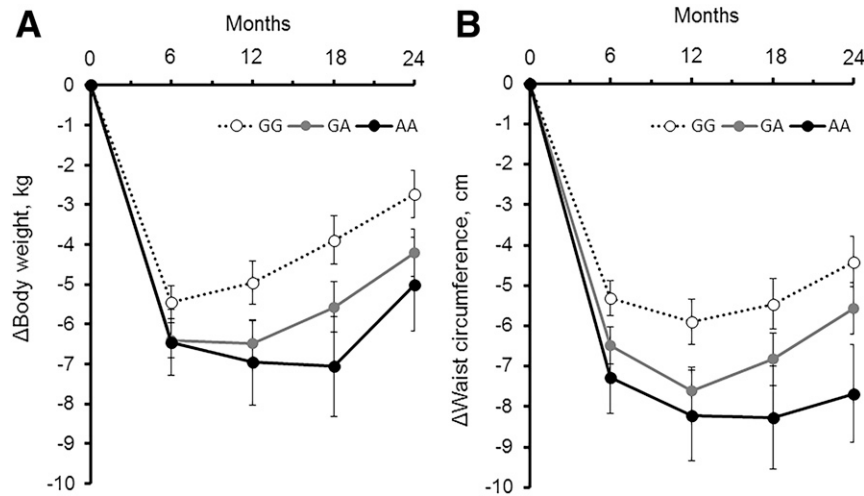 A
Months
0 6 12 18 24
0
-1
-2
-3
-4
-5
-6
-7
-8
-9
-10
ΔBody weight, kg
GG GA AA
B
Months
0 6 12 18 24
0
-1
-2
-3
-4
-5
-6
-7
-8
-9
-10
ΔWaist circumference, cm
GG GA AA